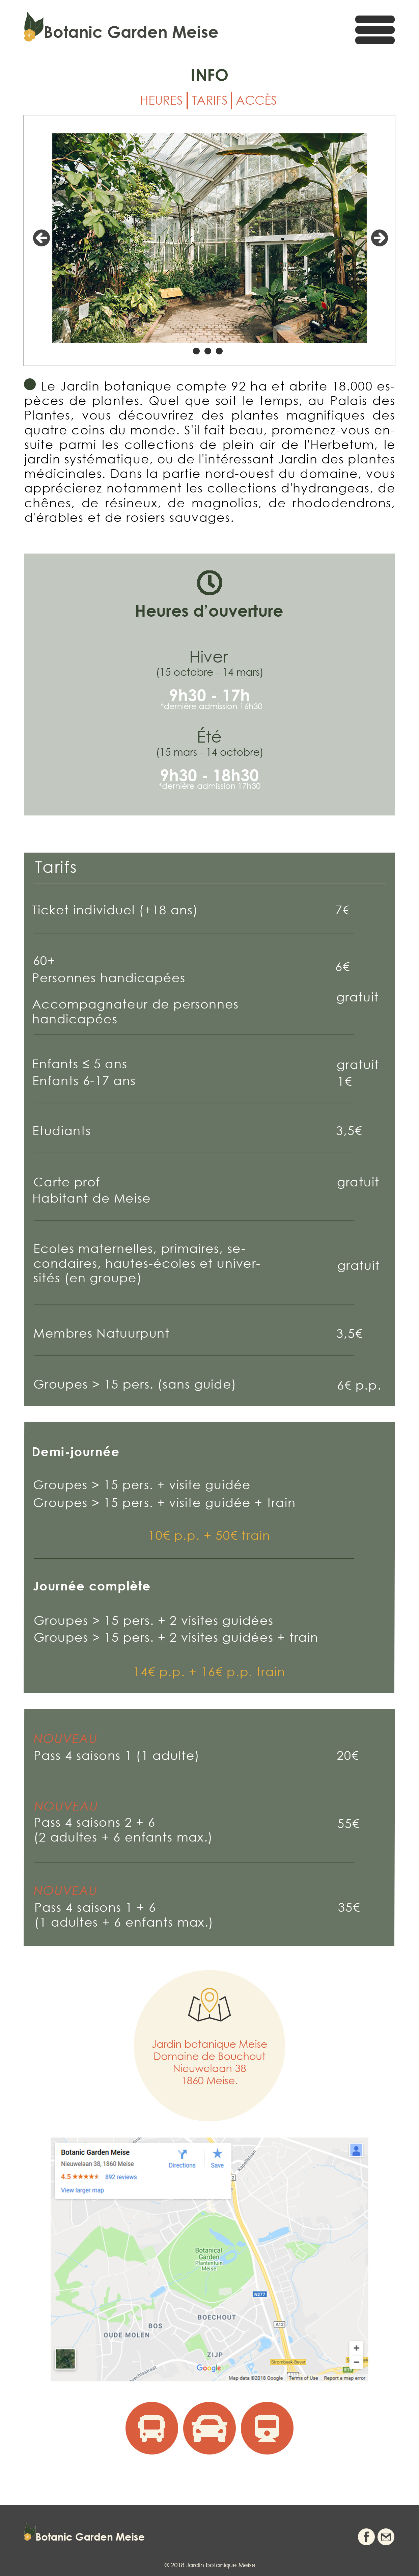 Botanic Garden Meise
INFO
HEURES | TARIFS | ACCÈS
Le Jardin botanique compte 92 ha et abrite 18.000 es-
pèces de plantes. Quel que soit le temps, au Palais des
Plantes, vous découvrirez des plantes magnifiques des
quatre coins du monde. S'il fait beau, promenez-vous en-
suite parmi les collections de plein air de l'Herbetum, le
jardin systématique, ou de l'intéressant Jardin des plantes
médicinales. Dans la partie nord-ouest du domaine, vous
apprécierez notamment les collections d'hydrangeas, de
chênes, de résineux, de magnolias, de rhododendrons,
d'érables et de rosiers sauvages.
Heures d'ouverture
Hiver
(15 octobre - 14 mars)
9h30 - 17h
*dernière admission 16h30
Été
(15 mars - 14 octobre)
9h30 - 18h30
*dernière admission 17h30
Tarifs
Ticket individuel (+18 ans) 7€
60+
Personnes handicapées 6€
Accompagnateur de personnes gratuit
handicapées
Enfants ≤ 5 ans gratuit
Enfants 6-17 ans 1€
Etudiants 3,5€
Carte prof gratuit
Habitant de Meise
Ecoles maternelles, primaires, se-
condaires, hautes-écoles et univer- gratuit
sités (en groupe)
Membres Natuurpunt 3,5€
Groupes > 15 pers. (sans guide) 6€ p.p.
Demi-journée
Groupes > 15 pers. + visite guidée
Groupes > 15 pers. + visite guidée + train
10€ p.p. + 50€ train
Journée complète
Groupes > 15 pers. + 2 visites guidées
Groupes > 15 pers. + 2 visites guidées + train
14€ p.p. + 16€ p.p. train
NOUVEAU
Pass 4 saisons 1 (1 adulte) 20€
NOUVEAU
Pass 4 saisons 2 + 6 55€
(2 adultes + 6 enfants max.)
NOUVEAU
Pass 4 saisons 1 + 6 35€
(1 adultes + 6 enfants max.)
Jardin botanique Meise
Domaine de Bouchout
Nieuwelaan 38
1860 Meise.
Botanic Garden Meise
Nieuwelaan 38, 1860 Meise
4.5 ★★★★★ 892 reviews
View larger map
Directions
Save
Botanical
Garden
Plantentuin
Meise
N277
BOECHOUT
A12
BOS
OUDE MOLEN
ZIJP
Google
Map data ©2018 Google Terms of Use Report a map error
Botanic Garden Meise
© 2018 Jardin botanique Meise